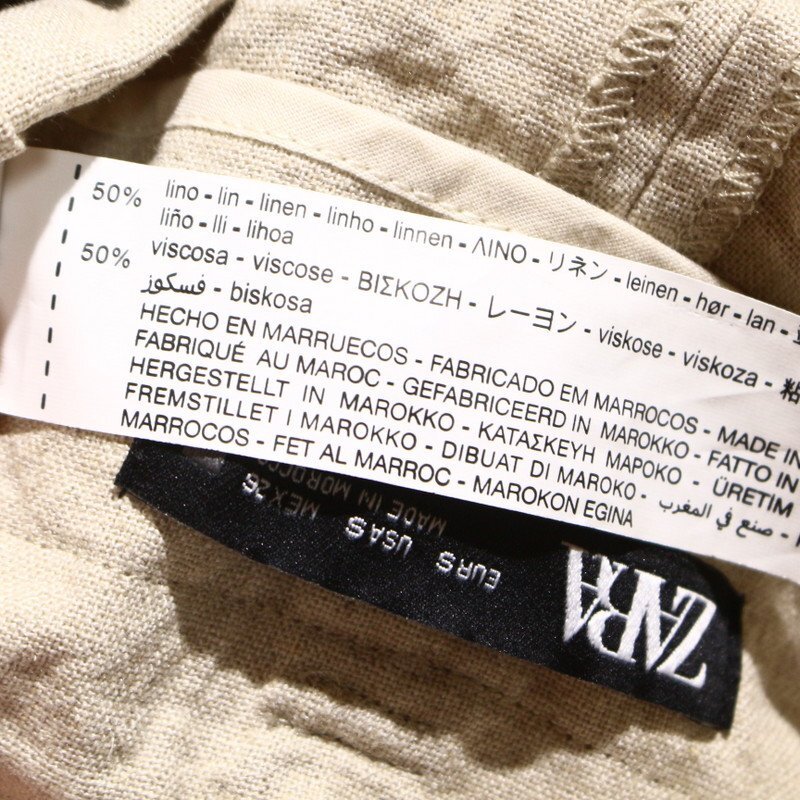 50% lino - lin - linen - linho - linnen - ΛΙΝΟ - リネン - leinen - hør - lan -
liño - lli - lihoa
50% viscosa - viscose - ΒΙΣΚΟΖΗ - レーヨン - viskose - viskoza - 粘
فسكوز - biskosa
HECHO EN MARRUECOS - FABRICADO EM MARROCOS - MADE IN
FABRIQUÉ AU MAROC - GEFABRICEERD IN MAROKKO - FATTO IN
HERGESTELLT IN MAROKKO - ΚΑΤΑΣΚΕΥΗ ΜΑΡΟΚΟ - ÜRETIM
FREMSTILLET I MAROKKO - DIBUAT DI MAROKO - صنع في المغرب -
MARROCOS - FET AL MARROC - MAROKON EGINA
ZARA
EUR S USA S MEX 26
MADE IN MOROCCO